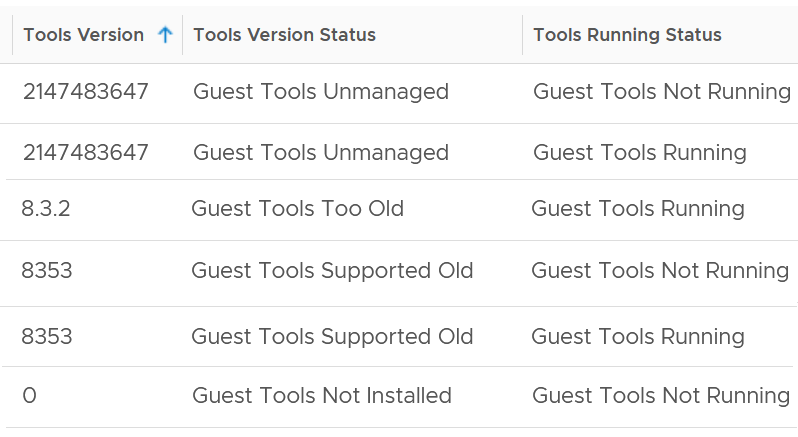 Tools Version Tools Version Status Tools Running Status
2147483647 Guest Tools Unmanaged Guest Tools Not Running
2147483647 Guest Tools Unmanaged Guest Tools Running
8.3.2 Guest Tools Too Old Guest Tools Running
8353 Guest Tools Supported Old Guest Tools Not Running
8353 Guest Tools Supported Old Guest Tools Running
0 Guest Tools Not Installed Guest Tools Not Running